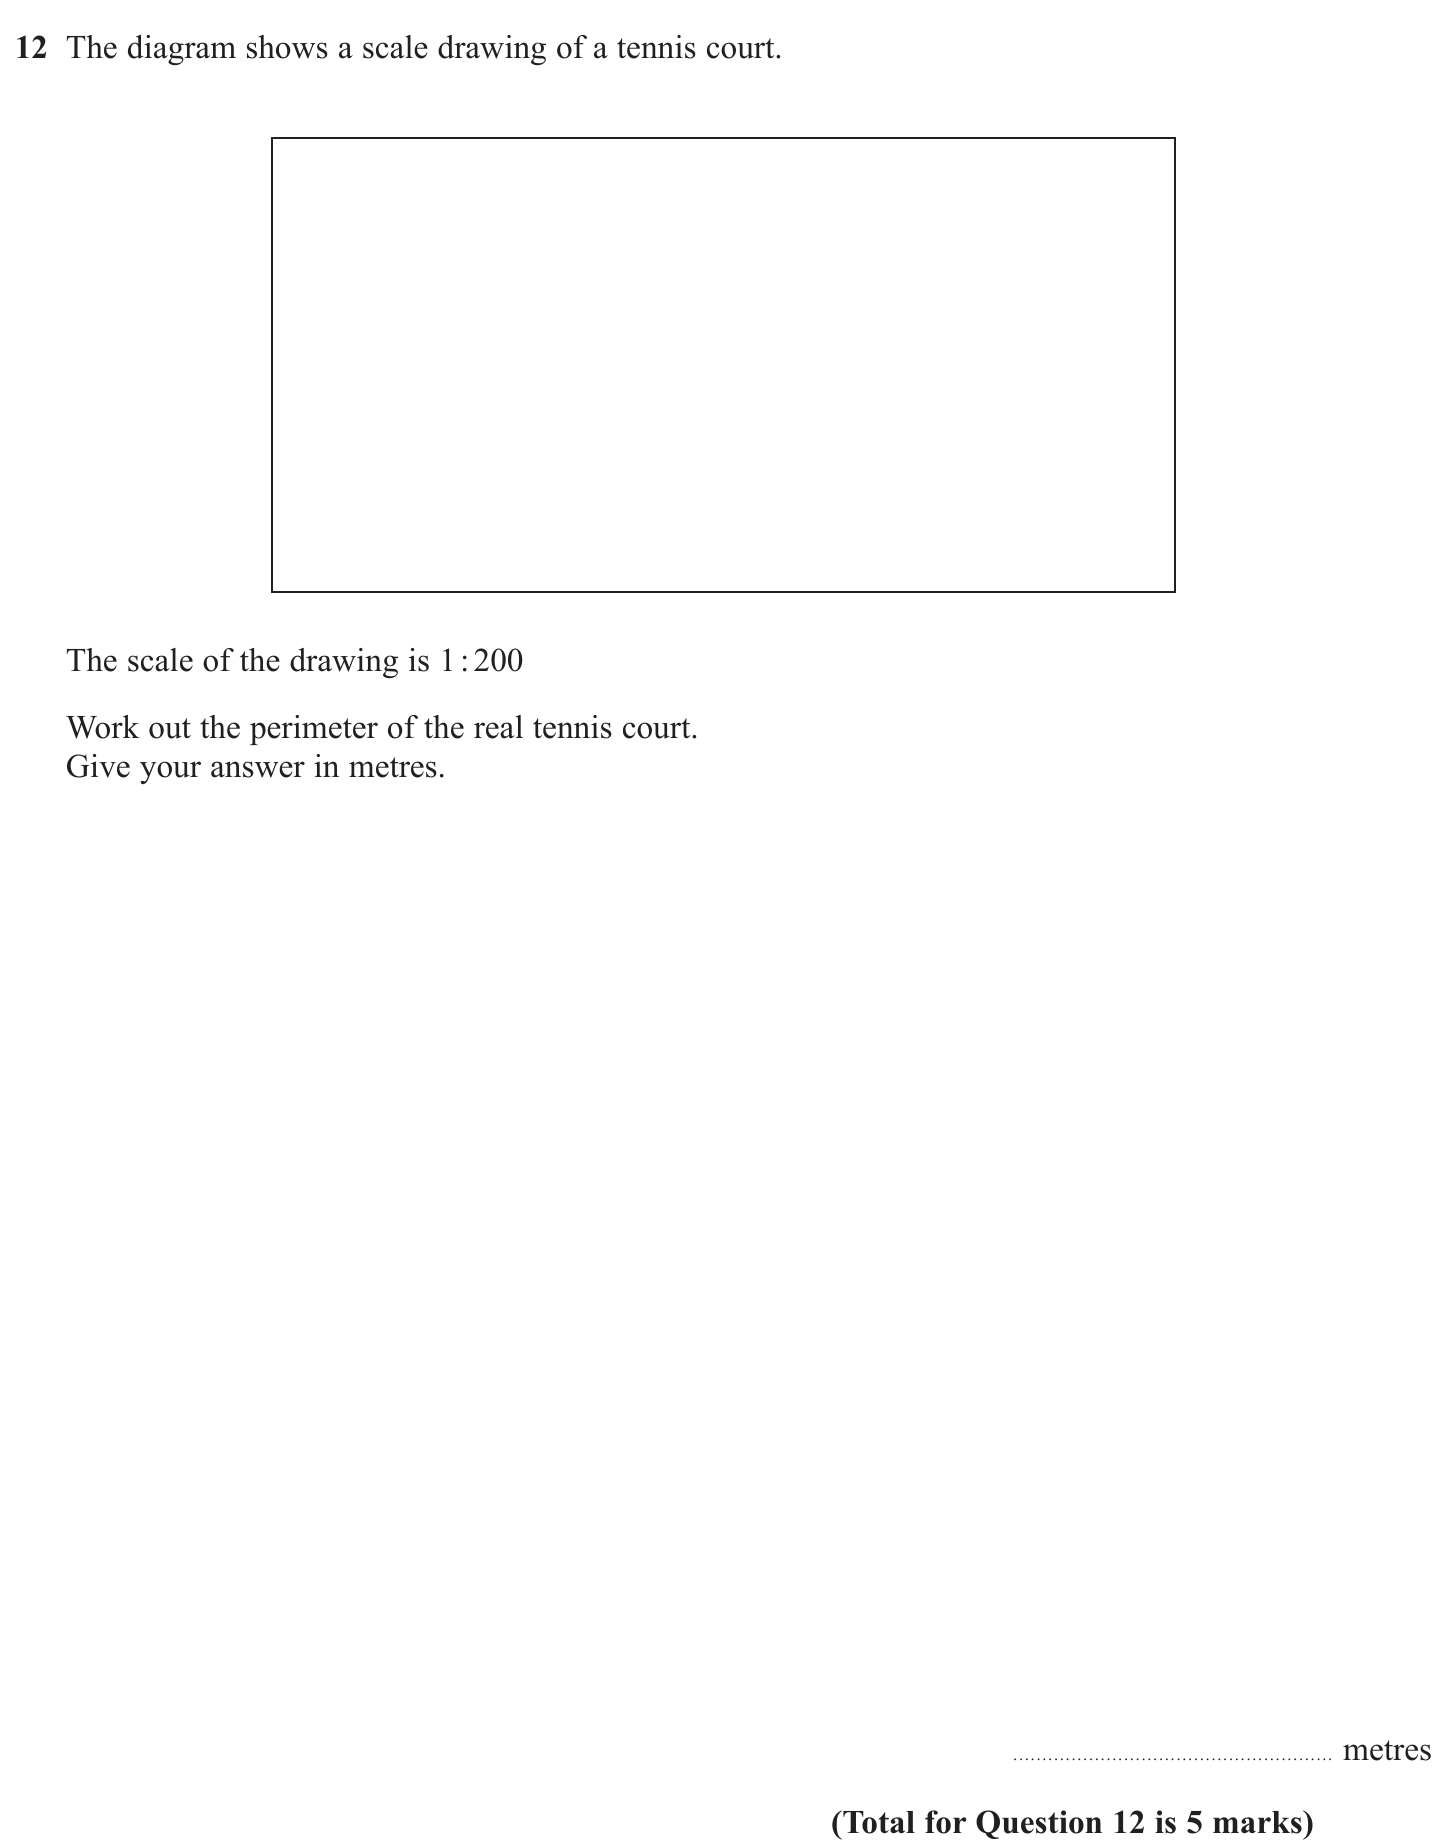 12 The diagram shows a scale drawing of a tennis court.
The scale of the drawing is 1:200
Work out the perimeter of the real tennis court.
Give your answer in metres.
........................................................ metres
(Total for Question 12 is 5 marks)